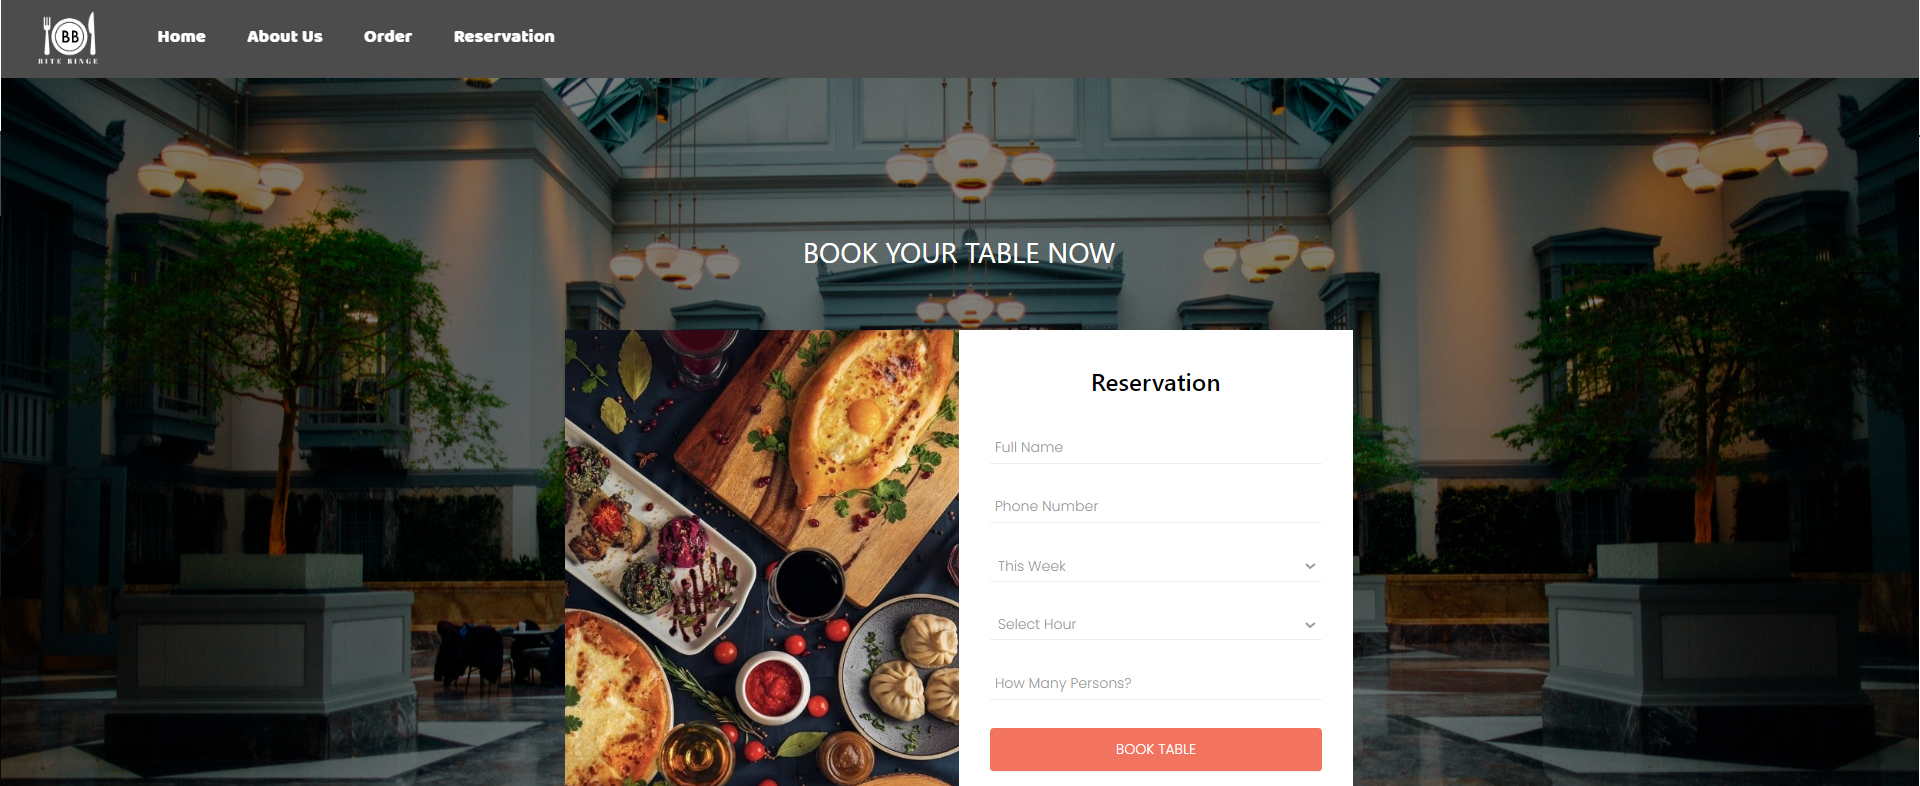 BB
BITE BINGE
Home
About Us
Order
Reservation
BOOK YOUR TABLE NOW
Reservation
Full Name
Phone Number
This Week
Select Hour
How Many Persons?
BOOK TABLE